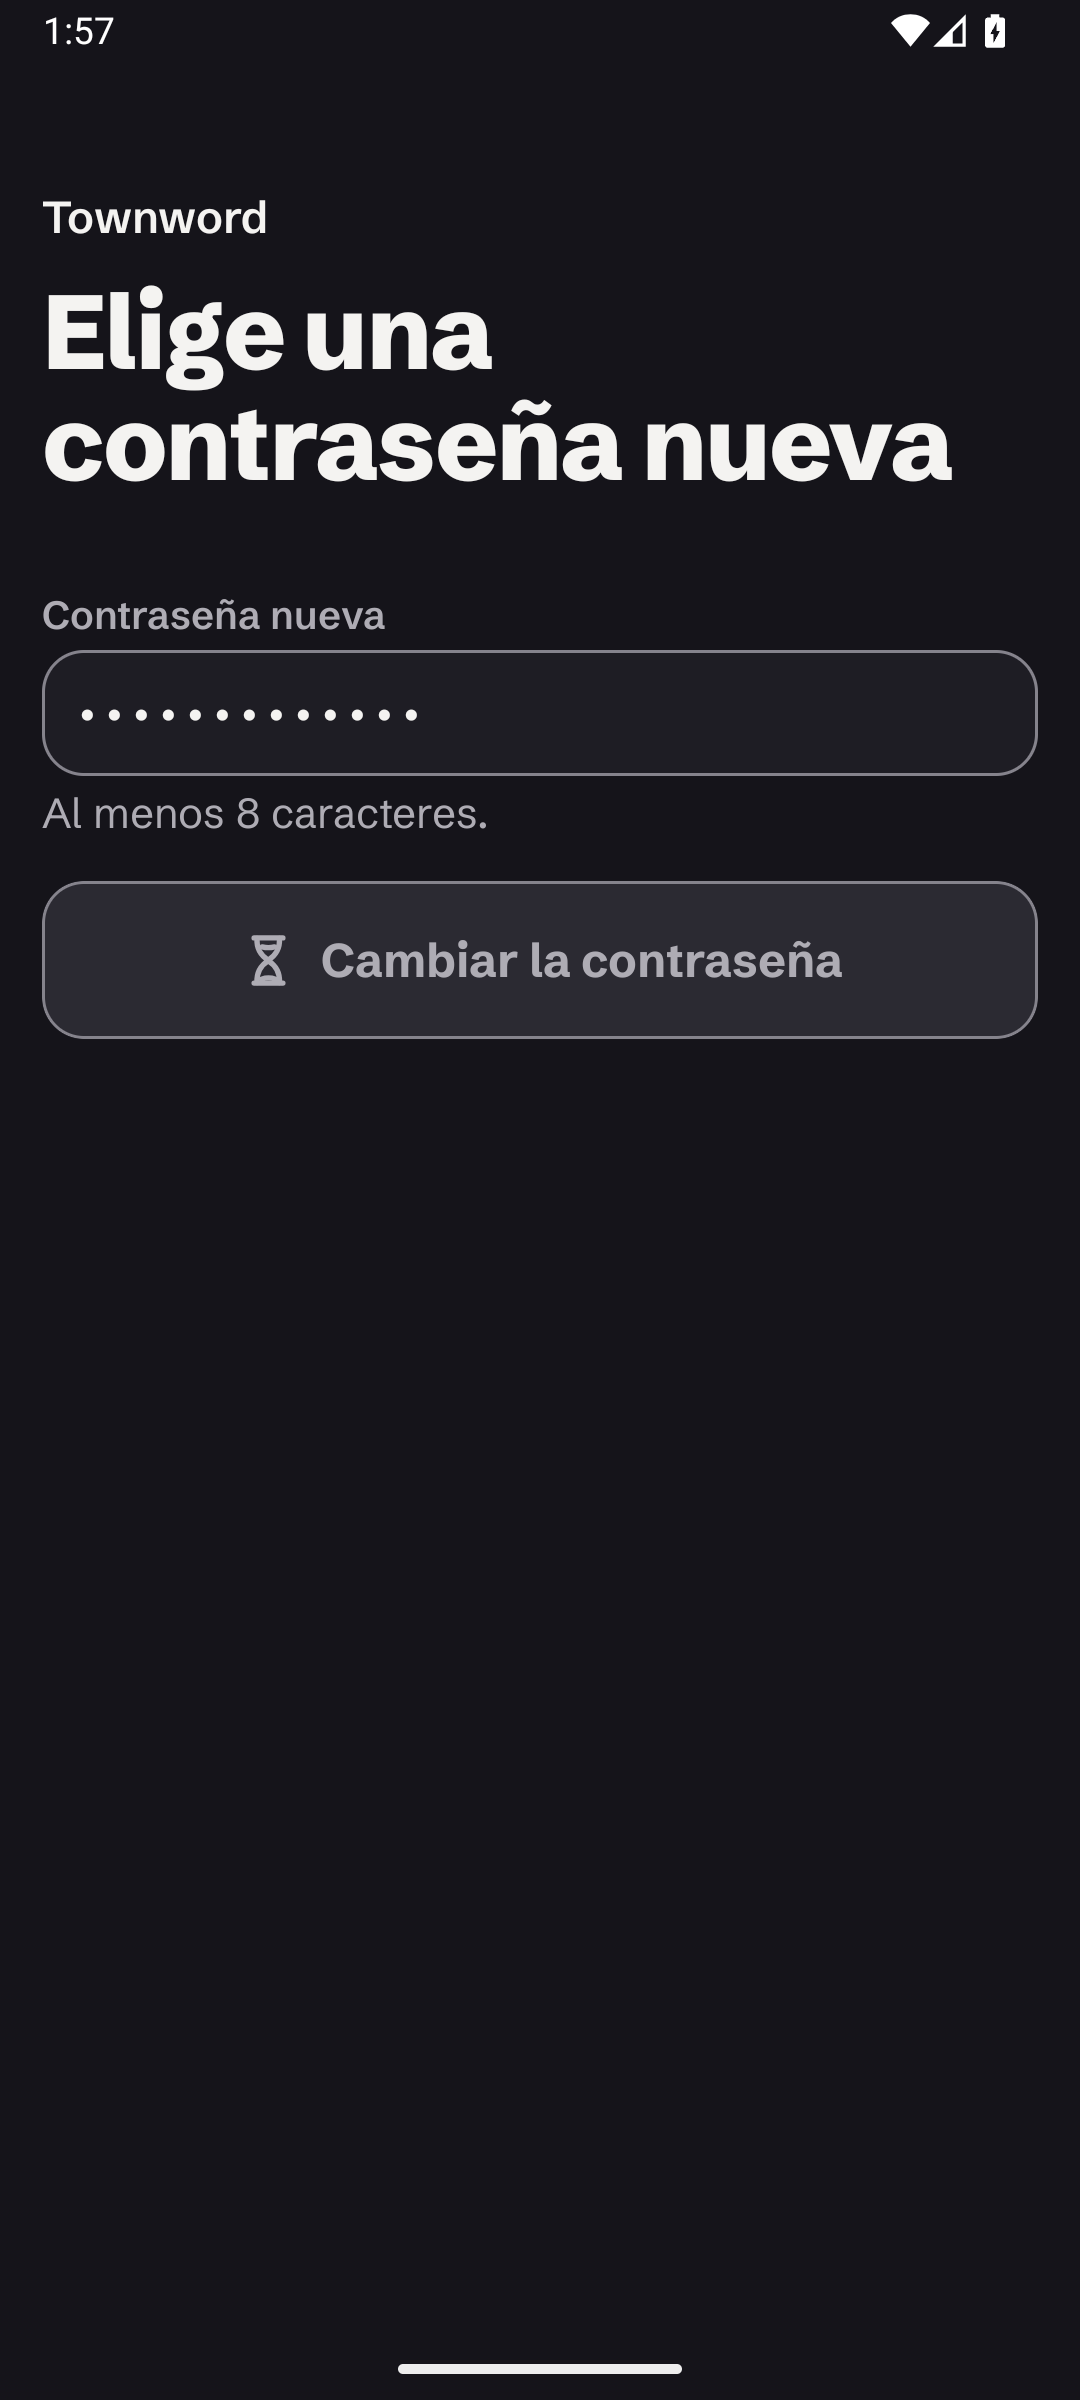 1:57
Townword
Elige una
contraseña nueva
Contraseña nueva
•••••••••••••
Al menos 8 caracteres.
Cambiar la contraseña